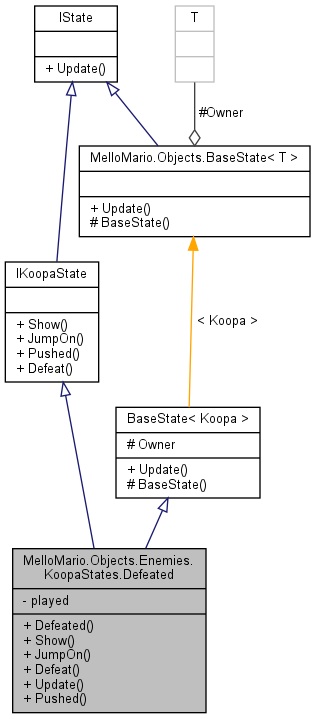 IState
+ Update()
T
#Owner
MelloMario.Objects.BaseState< T >
+ Update()
# BaseState()
IKoopaState
+ Show()
+ JumpOn()
+ Pushed()
+ Defeat()
< Koopa >
BaseState< Koopa >
# Owner
+ Update()
# BaseState()
MelloMario.Objects.Enemies.
KoopaStates.Defeated
- played
+ Defeated()
+ Show()
+ JumpOn()
+ Defeat()
+ Update()
+ Pushed()